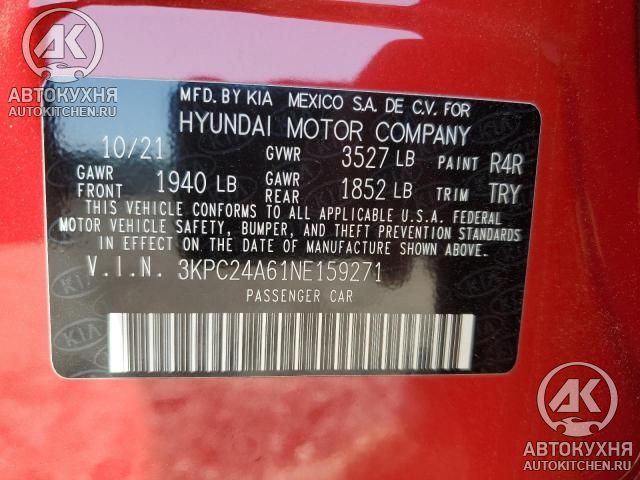 АВТОКУХНЯ
AUTOKITCHEN.RU
MFD. BY KIA MEXICO S.A. DE C.V. FOR
HYUNDAI MOTOR COMPANY
10/21 GVWR 3527 LB PAINT R4R
GAWR FRONT 1940 LB GAWR REAR 1852 LB TRIM TRY
THIS VEHICLE CONFORMS TO ALL APPLICABLE U.S.A. FEDERAL
MOTOR VEHICLE SAFETY, BUMPER, AND THEFT PREVENTION STANDARDS
IN EFFECT ON THE DATE OF MANUFACTURE SHOWN ABOVE.
V.I.N. 3KPC24A61NE159271
PASSENGER CAR
AK
АВТОКУХНЯ
AUTOKITCHEN.RU